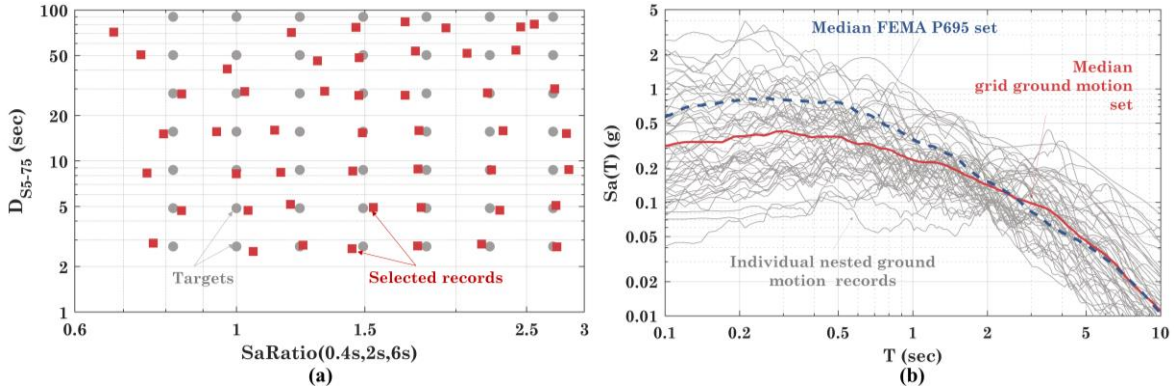 100
50
20
10
5
2
1
D_S5-75 (sec)
Targets
Selected records
0.6
1
1.5
2.5
3
SaRatio(0.4s,2s,6s)
(a)
5
2
1
0.5
0.2
0.1
0.05
0.02
0.01
Sa(T) (g)
Median FEMA P695 set
Median
grid ground motion
set
Individual nested ground
motion records
0.1
0.2
0.5
1
2
5
10
T (sec)
(b)